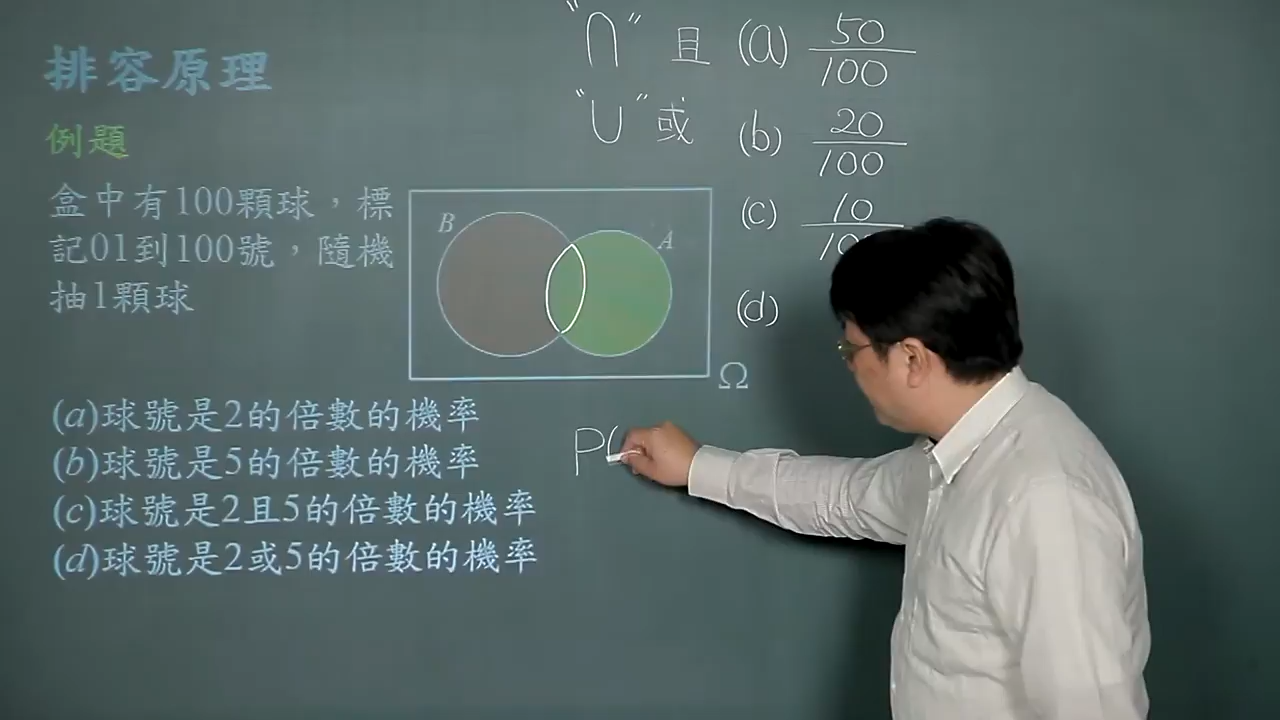 排容原理
例題
盒中有100顆球，標
記01到100號，隨機
抽1顆球
(a)球號是2的倍數的機率
(b)球號是5的倍數的機率
(c)球號是2且5的倍數的機率
(d)球號是2或5的倍數的機率
B
A
Ω
"∩" 且
"∪" 或
(a) 50/100
(b) 20/100
(c) 10/10
(d)
P(